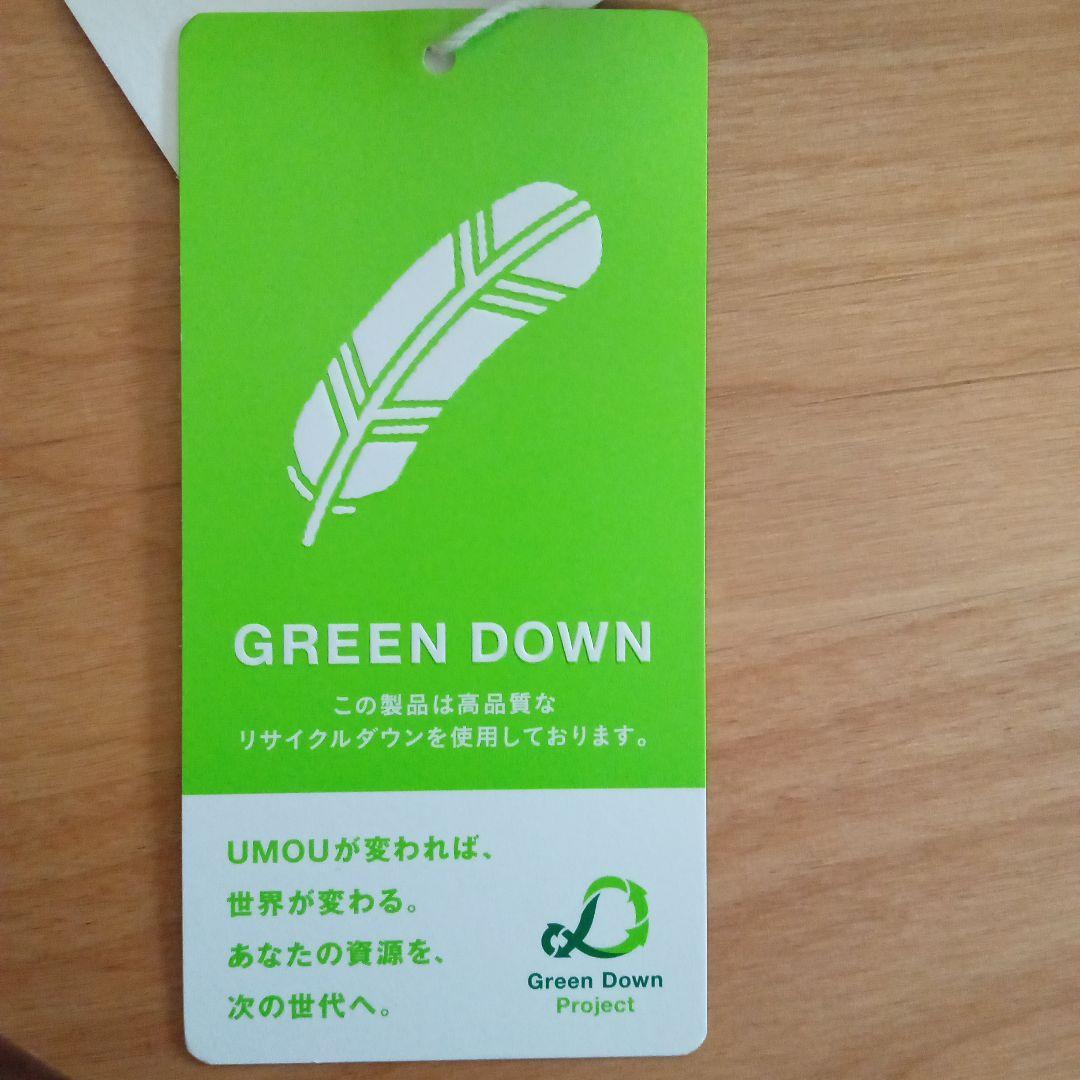 GREEN DOWN
この製品は高品質な
リサイクルダウンを使用しております。
UMOUが変われば、
世界が変わる。
あなたの資源を、
次の世代へ。
Green Down
Project